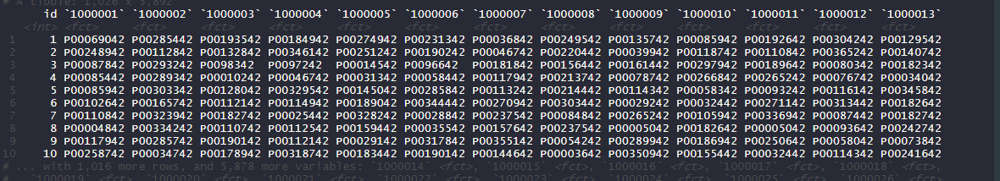 # A tibble: 1,026 x 5,892
id `1000001` `1000002` `1000003` `1000004` `1000005` `1000006` `1000007` `1000008` `1000009` `1000010` `1000011` `1000012` `1000013`
<int> <fct> <fct> <fct> <fct> <fct> <fct> <fct> <fct> <fct> <fct> <fct> <fct> <fct>
1 1 P00069042 P00285442 P00193542 P00184942 P00274942 P00231342 P00036842 P00249542 P00135742 P00085942 P00192642 P00304242 P00129542
2 2 P00248942 P00112842 P00132842 P00346142 P00251242 P00190242 P00046742 P00220442 P00039942 P00118742 P00110842 P00365242 P00140742
3 3 P00087842 P00293242 P0098342 P0097242 P00014542 P0096642 P00181842 P00156442 P00161442 P00297942 P00189642 P00080342 P00182342
4 4 P00085442 P00289342 P00010242 P00046742 P00031342 P00058442 P00117942 P00213742 P00078742 P00266842 P00265242 P00076742 P00034042
5 5 P00085942 P00303342 P00128042 P00329542 P00145042 P00285842 P00113242 P00214442 P00114342 P00058342 P00093242 P00116142 P00345842
6 6 P00102642 P00165742 P00112142 P00114942 P00189042 P00344442 P00270942 P00303442 P00029242 P00032442 P00271142 P00313442 P00182642
7 7 P00110842 P00323942 P00182742 P00025442 P00328242 P00028842 P00237542 P00084842 P00265242 P00105942 P00336942 P00087442 P00182742
8 8 P00004842 P00334242 P00110742 P00112542 P00159442 P00035542 P00157642 P00237542 P00005042 P00182642 P00005042 P00093642 P00242742
9 9 P00117942 P00285742 P00190142 P00112142 P00029142 P00317842 P00355142 P00054242 P00289942 P00186942 P00250642 P00058042 P00073842
10 10 P00258742 P00034742 P00178942 P00318742 P00183442 P00190142 P00144642 P00003642 P00350942 P00155442 P00032442 P00114342 P00241642
# ... with 1,016 more rows, and 5,878 more variables: `1000014` <fct>, `1000015` <fct>, `1000016` <fct>, `1000017` <fct>, `1000018` <fct>,
# `1000019` <fct>, `1000020` <fct>, `1000021` <fct>, `1000022` <fct>, `1000023` <fct>, `1000024` <fct>, `1000025` <fct>, `1000026` <fct>,